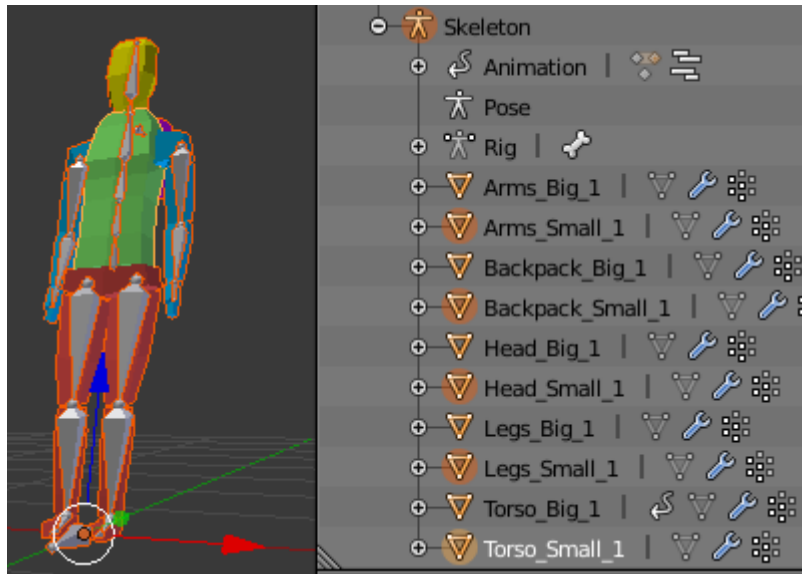 Skeleton
Animation
Pose
Rig
Arms_Big_1
Arms_Small_1
Backpack_Big_1
Backpack_Small_1
Head_Big_1
Head_Small_1
Legs_Big_1
Legs_Small_1
Torso_Big_1
Torso_Small_1